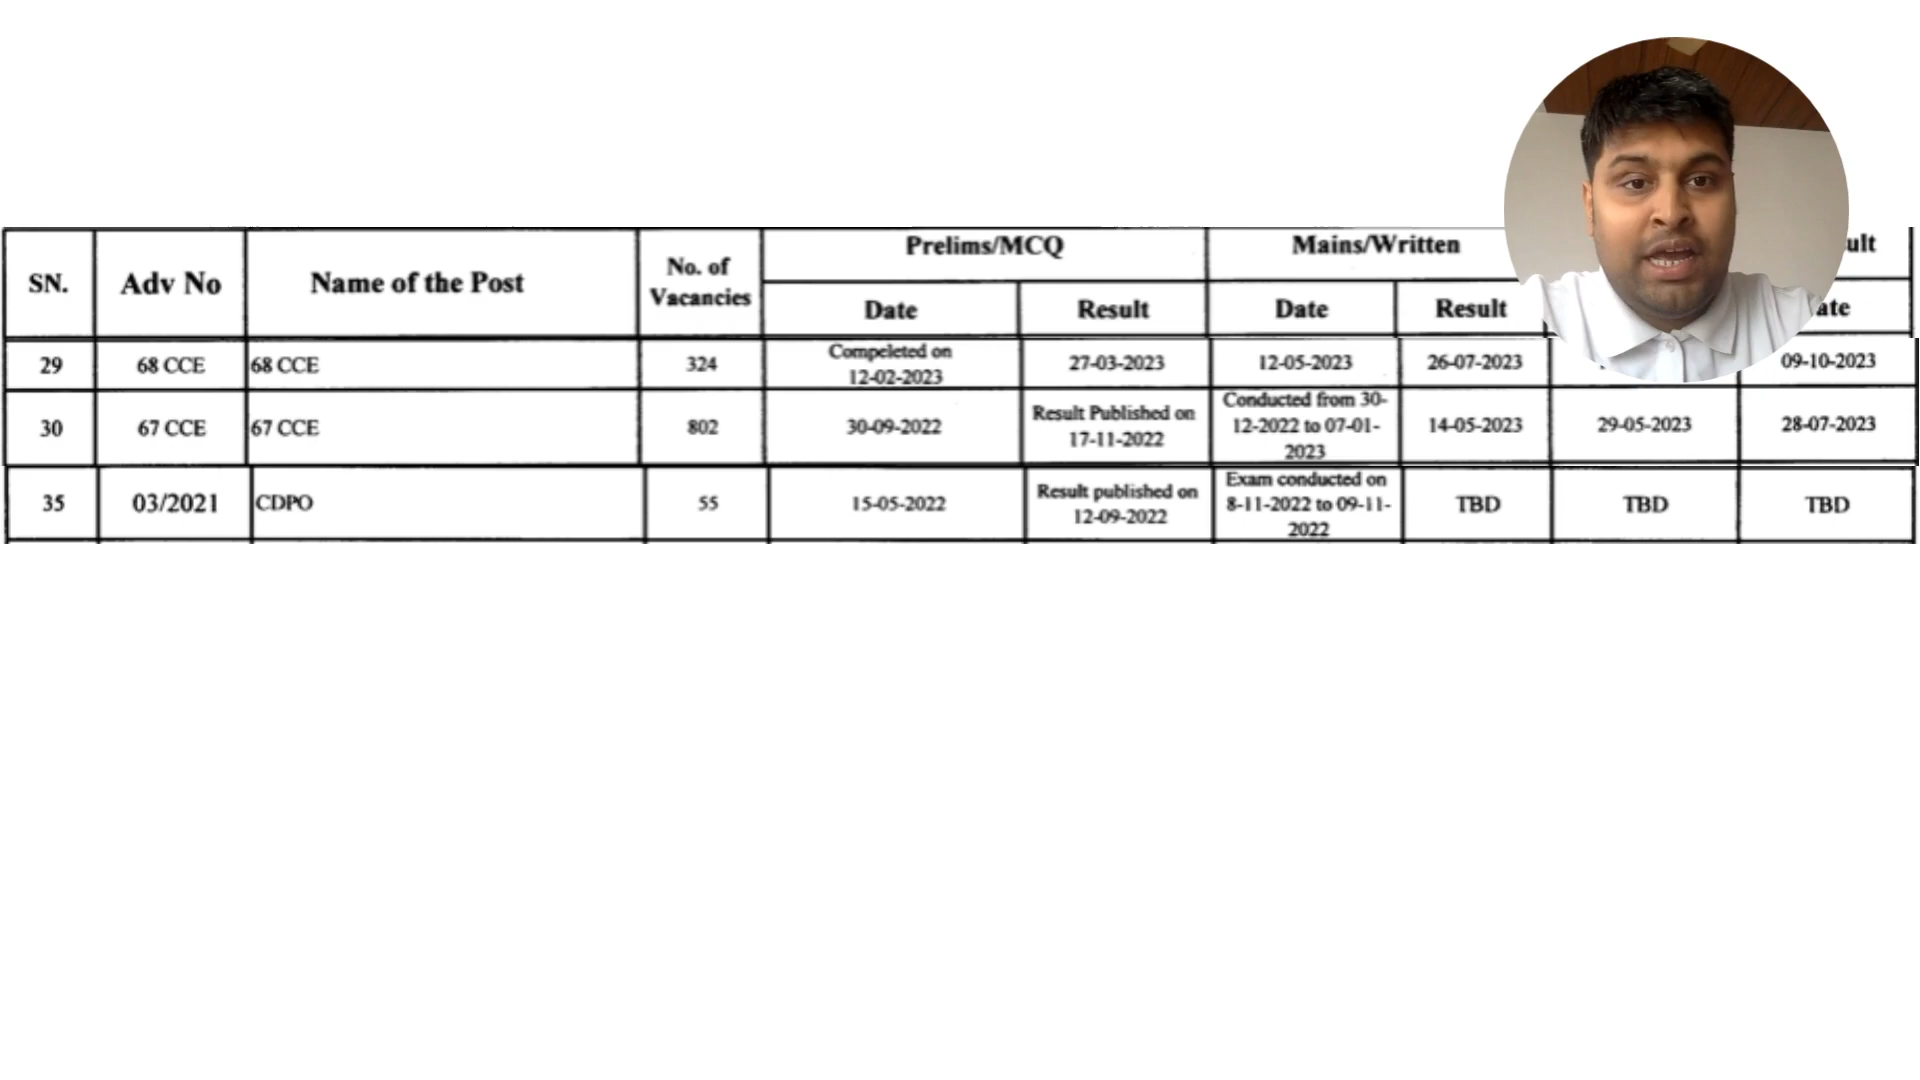 SN.
Adv No
Name of the Post
No. of
Vacancies
Prelims/MCQ
Date
Result
Mains/Written
Date
Result
29
68 CCE
68 CCE
324
Compeleted on
12-02-2023
27-03-2023
12-05-2023
26-07-2023
09-10-2023
30
67 CCE
67 CCE
802
30-09-2022
Result Published on
17-11-2022
Conducted from 30-
12-2022 to 07-01-
2023
14-05-2023
29-05-2023
28-07-2023
35
03/2021
CDPO
55
15-05-2022
Result published on
12-09-2022
Exam conducted on
8-11-2022 to 09-11-
2022
TBD
TBD
TBD